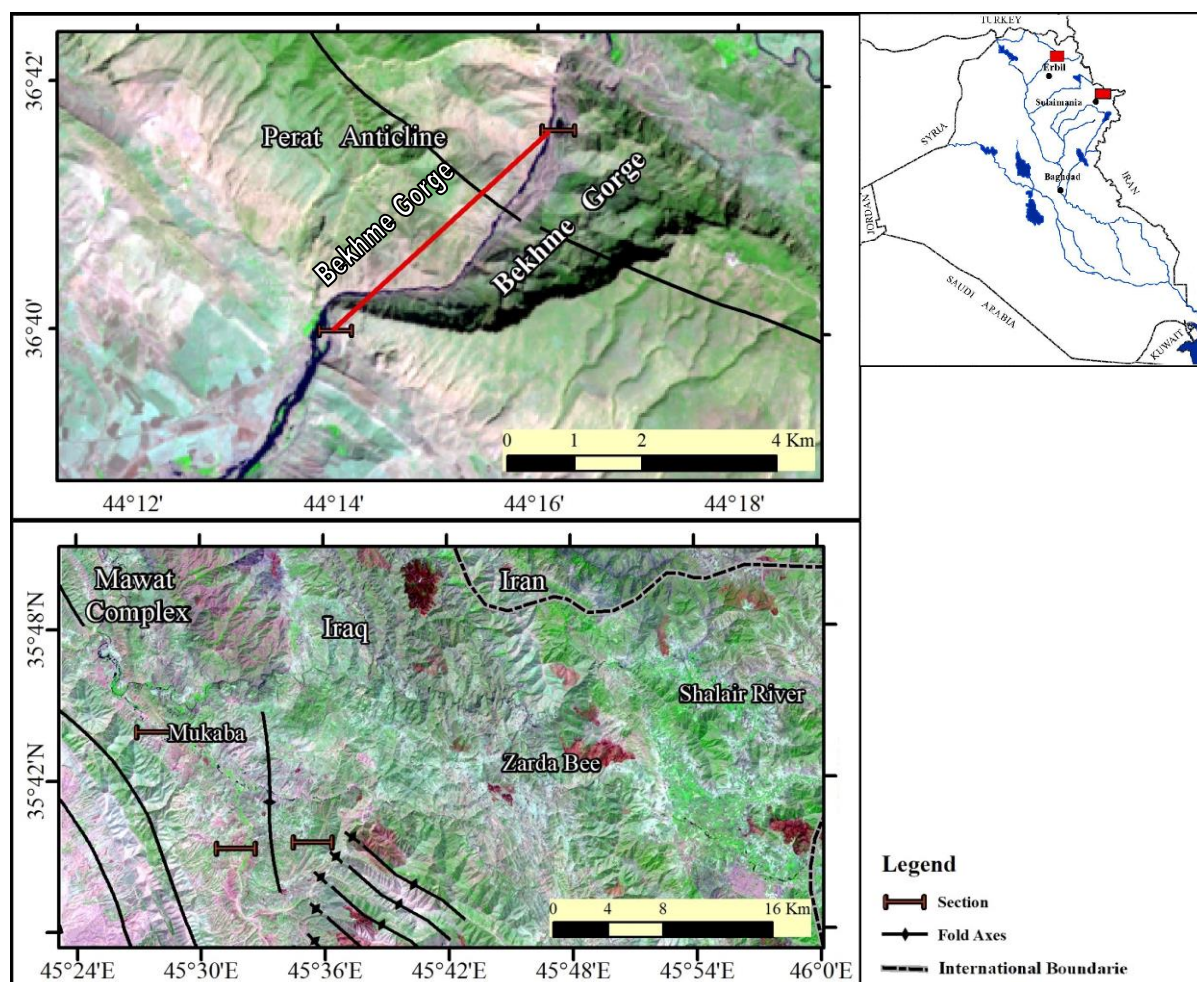 36°42'
36°40'
Perat Anticline
Bekhme Gorge
Bekhme Gorge
0 1 2 4 Km
44°12' 44°14' 44°16' 44°18'
TURKEY
Erbil
Sulaimania
SYRIA
Baghdad
IRAN
JORDAN
SAUDI ARABIA
KUWAIT
35°48'N
35°42'N
Mawat
Complex
Iran
Iraq
Shalair River
Mukaba
Zarda Bee
0 4 8 16 Km
45°24'E 45°30'E 45°36'E 45°42'E 45°48'E 45°54'E 46°0'E
Legend
Section
Fold Axes
International Boundarie